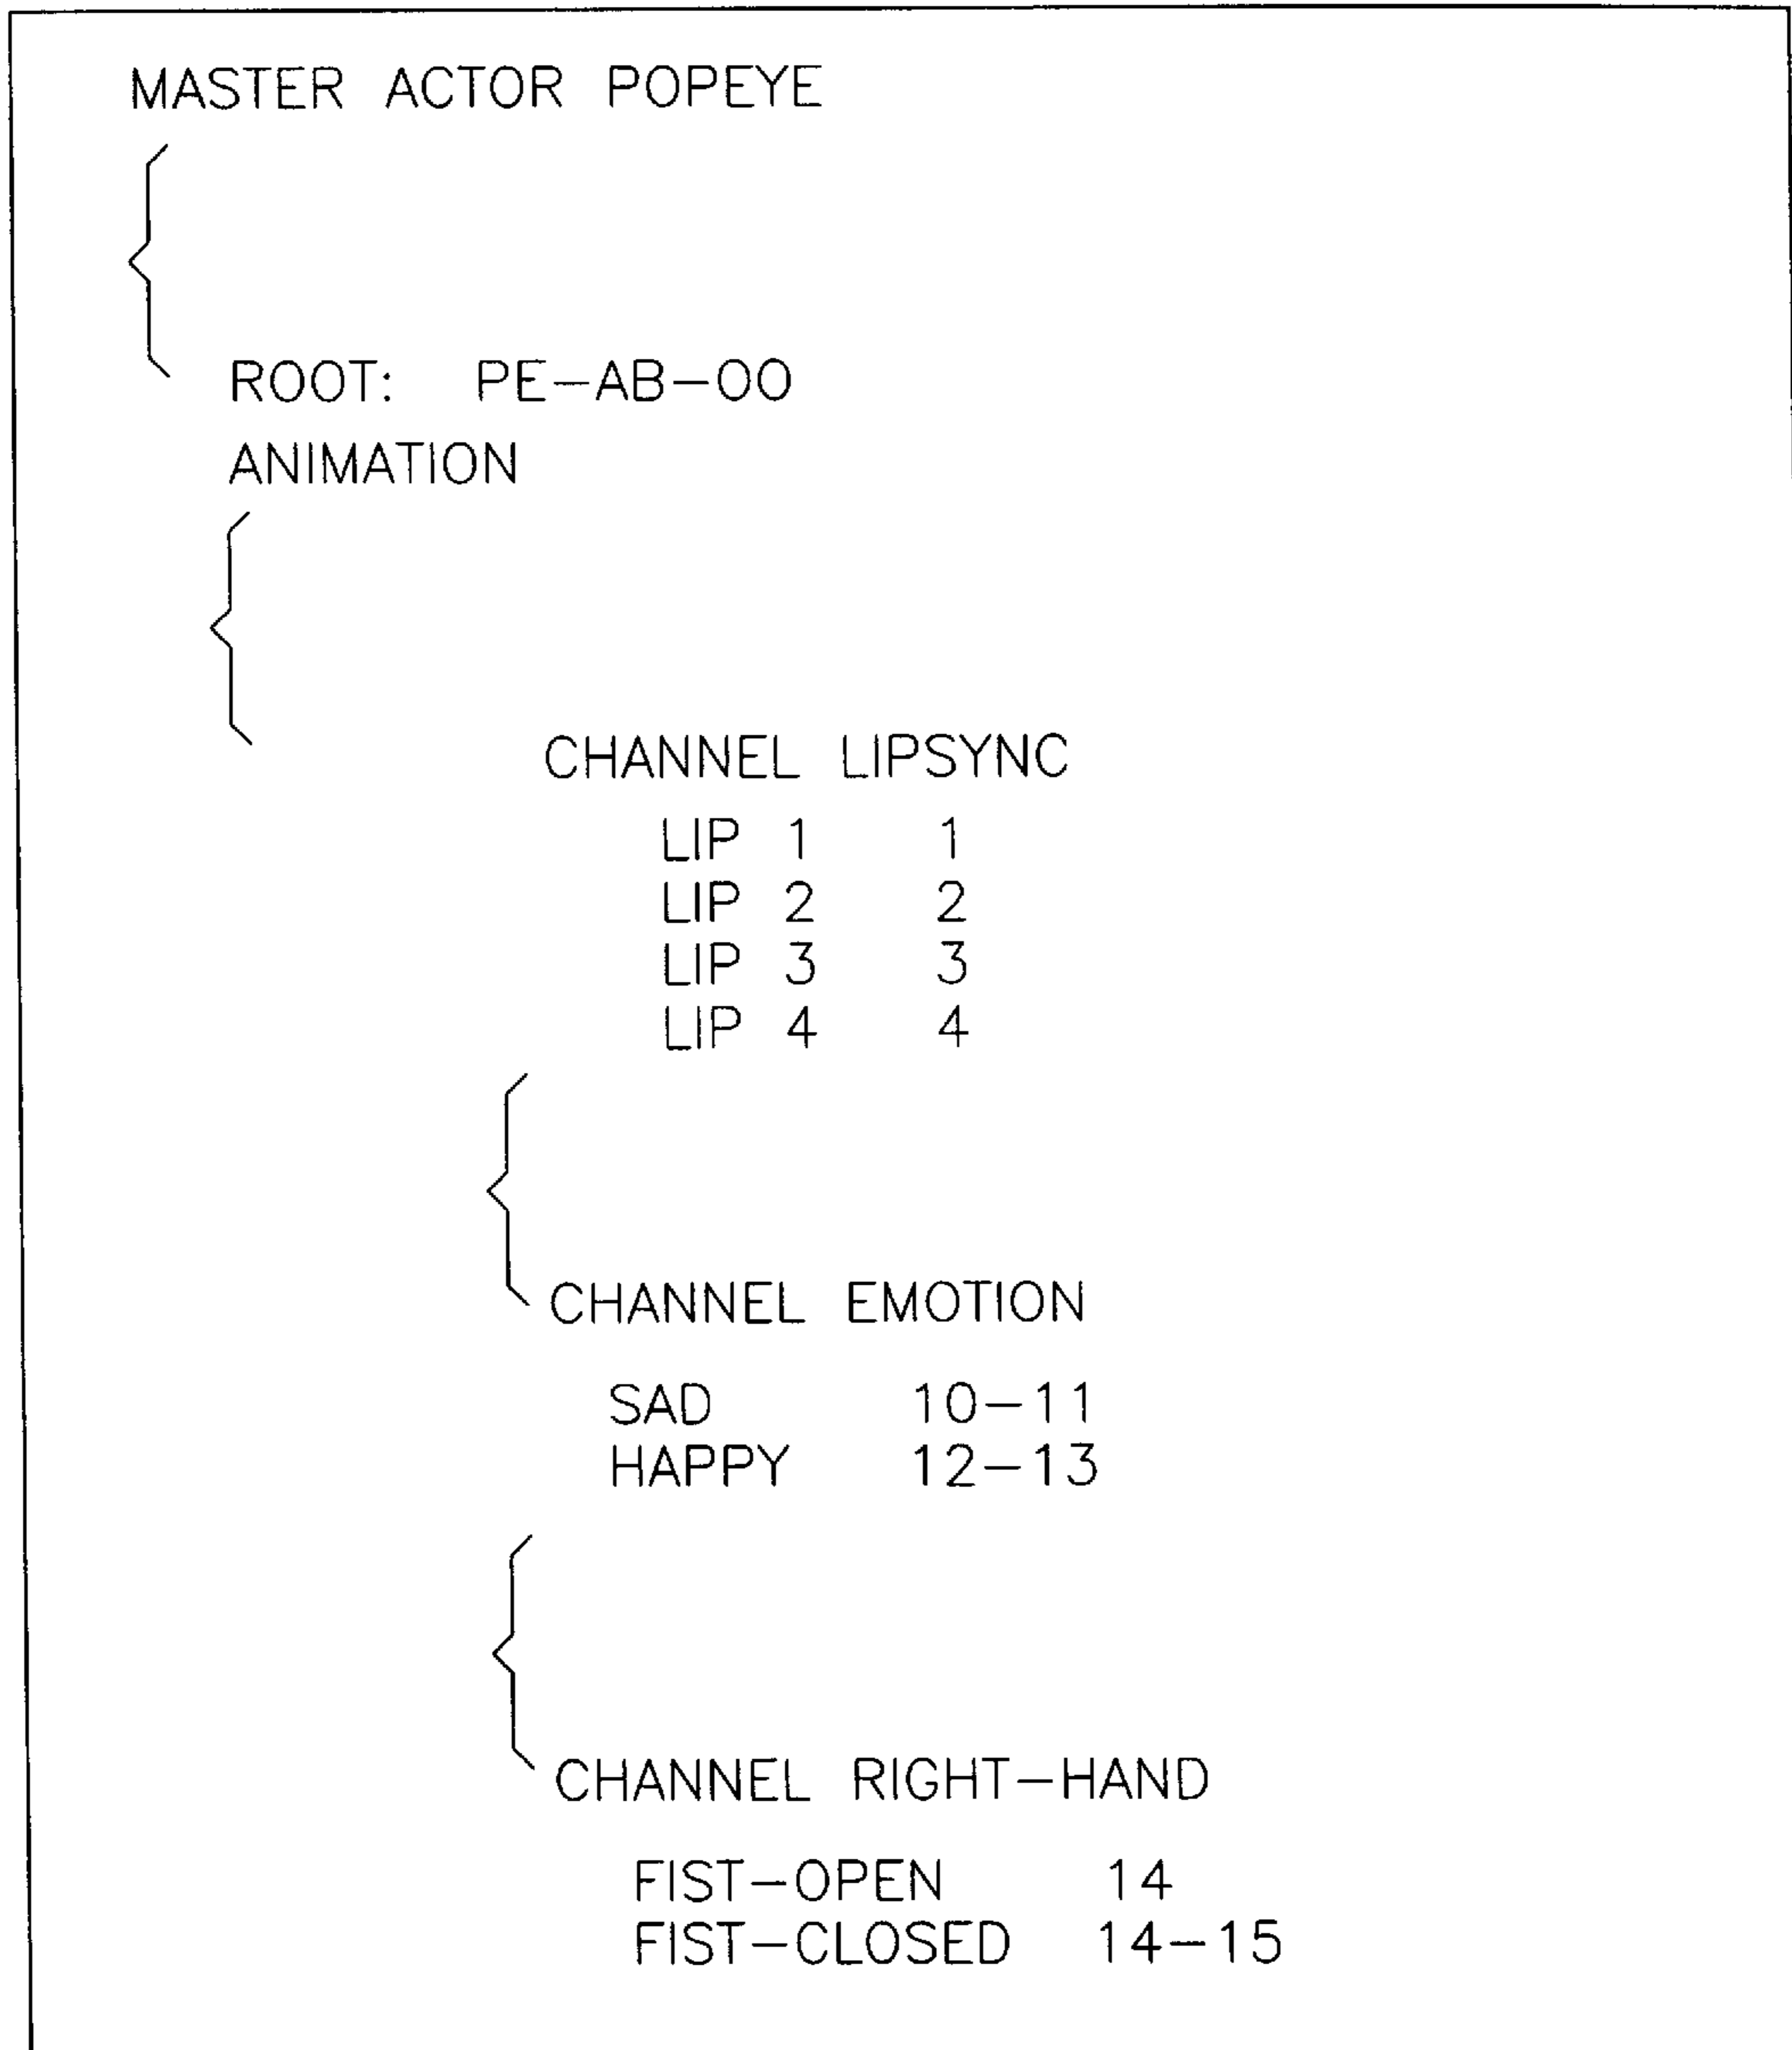 MASTER ACTOR POPEYE
{
ROOT: PE-AB-OO
ANIMATION
{
CHANNEL LIPSYNC
LIP 1 1
LIP 2 2
LIP 3 3
LIP 4 4
{
CHANNEL EMOTION
SAD 10-11
HAPPY 12-13
{
CHANNEL RIGHT-HAND
FIST-OPEN 14
FIST-CLOSED 14-15